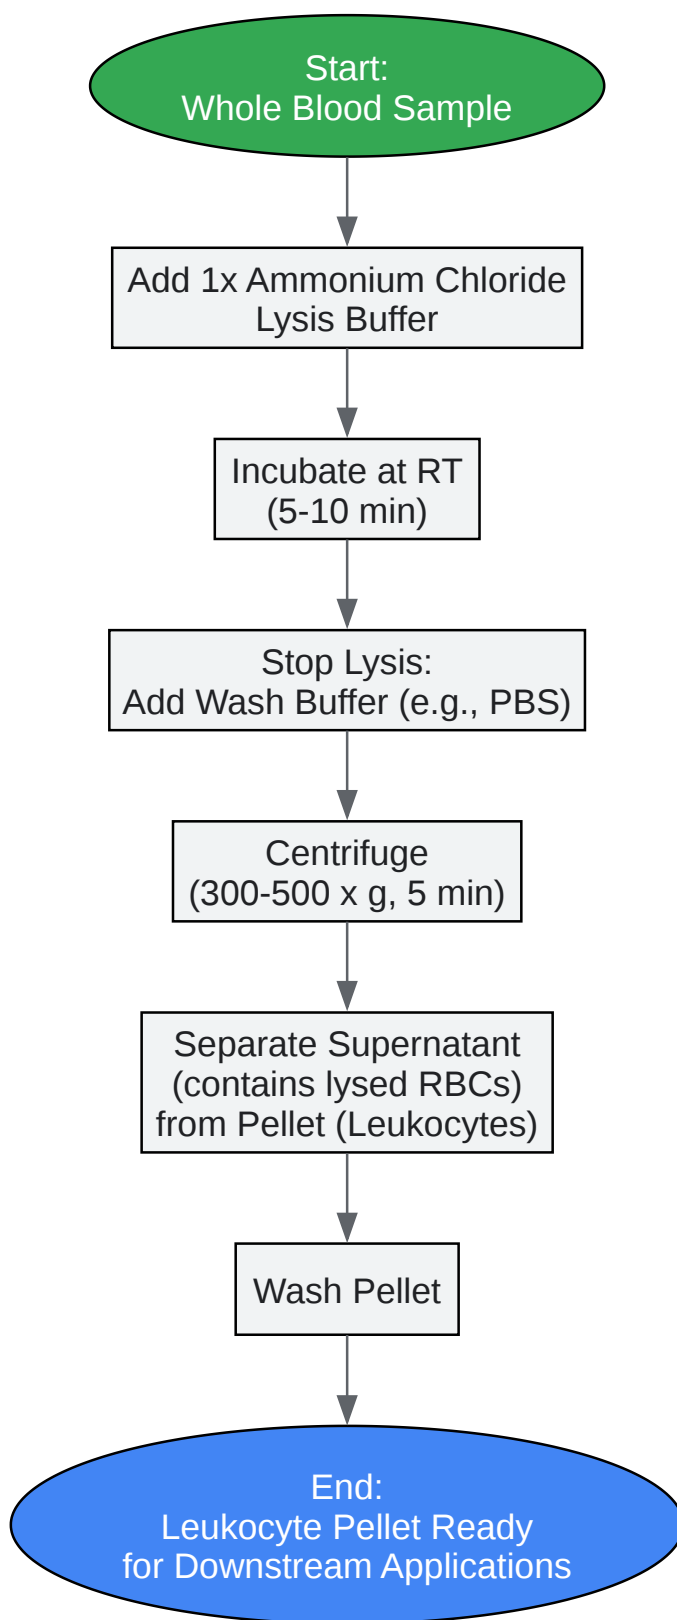 Start:
Whole Blood Sample
Add 1x Ammonium Chloride
Lysis Buffer
Incubate at RT
(5-10 min)
Stop Lysis:
Add Wash Buffer (e.g., PBS)
Centrifuge
(300-500 x g, 5 min)
Separate Supernatant
(contains lysed RBCs)
from Pellet (Leukocytes)
Wash Pellet
End:
Leukocyte Pellet Ready
for Downstream Applications